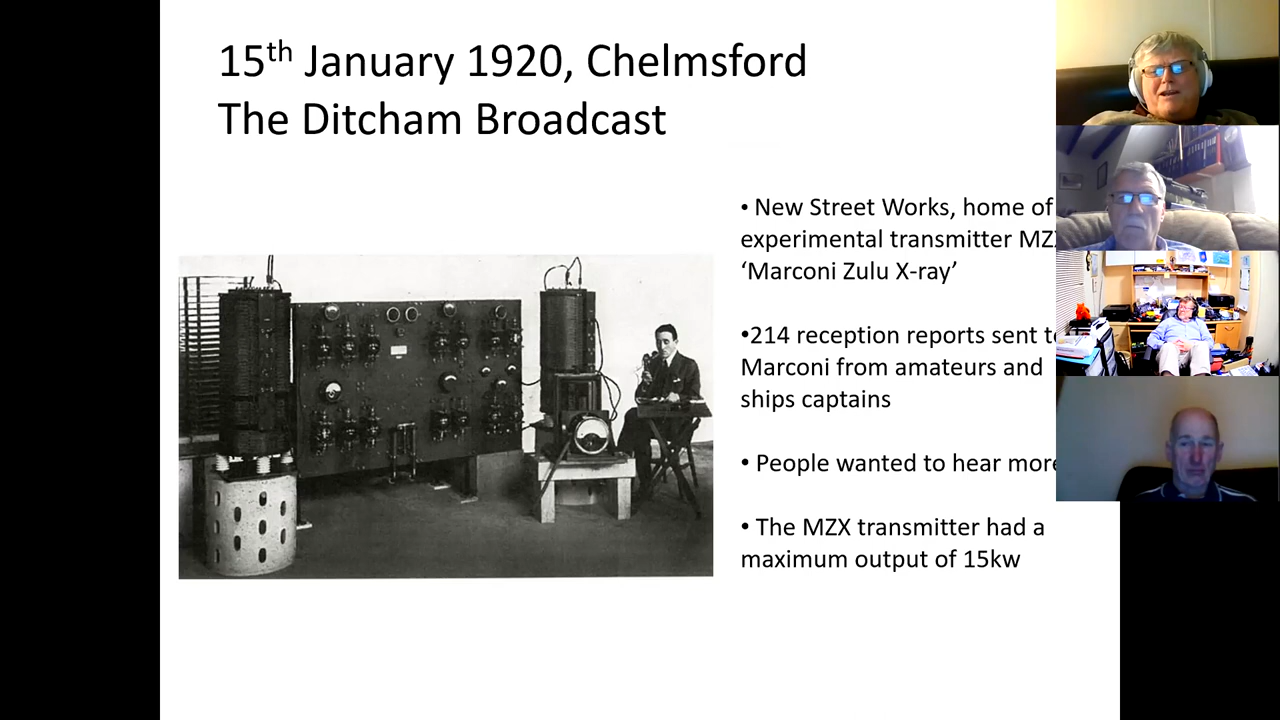 15th January 1920, Chelmsford
The Ditcham Broadcast
• New Street Works, home of
experimental transmitter
‘Marconi Zulu X-ray’
•214 reception reports sent
Marconi from amateurs and
ships captains
• People wanted to hear more
• The MZX transmitter had a
maximum output of 15kw